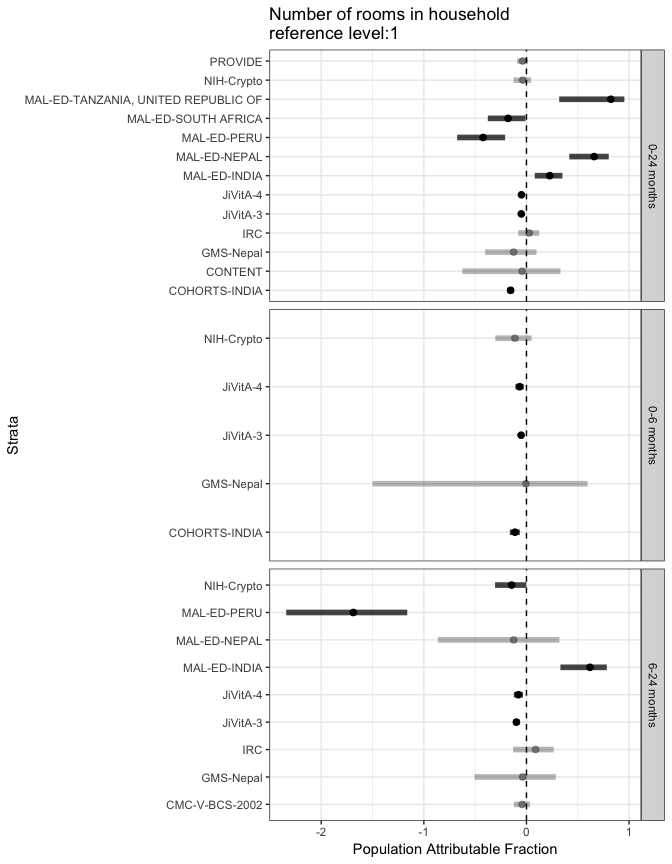 Number of rooms in household
reference level:1
PROVIDE
NIH-Crypto
MAL-ED-TANZANIA, UNITED REPUBLIC OF
MAL-ED-SOUTH AFRICA
MAL-ED-PERU
MAL-ED-NEPAL
MAL-ED-INDIA
JiVitA-4
JiVitA-3
IRC
GMS-Nepal
CONTENT
COHORTS-INDIA
0-24 months
NIH-Crypto
JiVitA-4
JiVitA-3
GMS-Nepal
COHORTS-INDIA
0-6 months
NIH-Crypto
MAL-ED-PERU
MAL-ED-NEPAL
MAL-ED-INDIA
JiVitA-4
JiVitA-3
IRC
GMS-Nepal
CMC-V-BCS-2002
6-24 months
Strata
-2 -1 0 1
Population Attributable Fraction